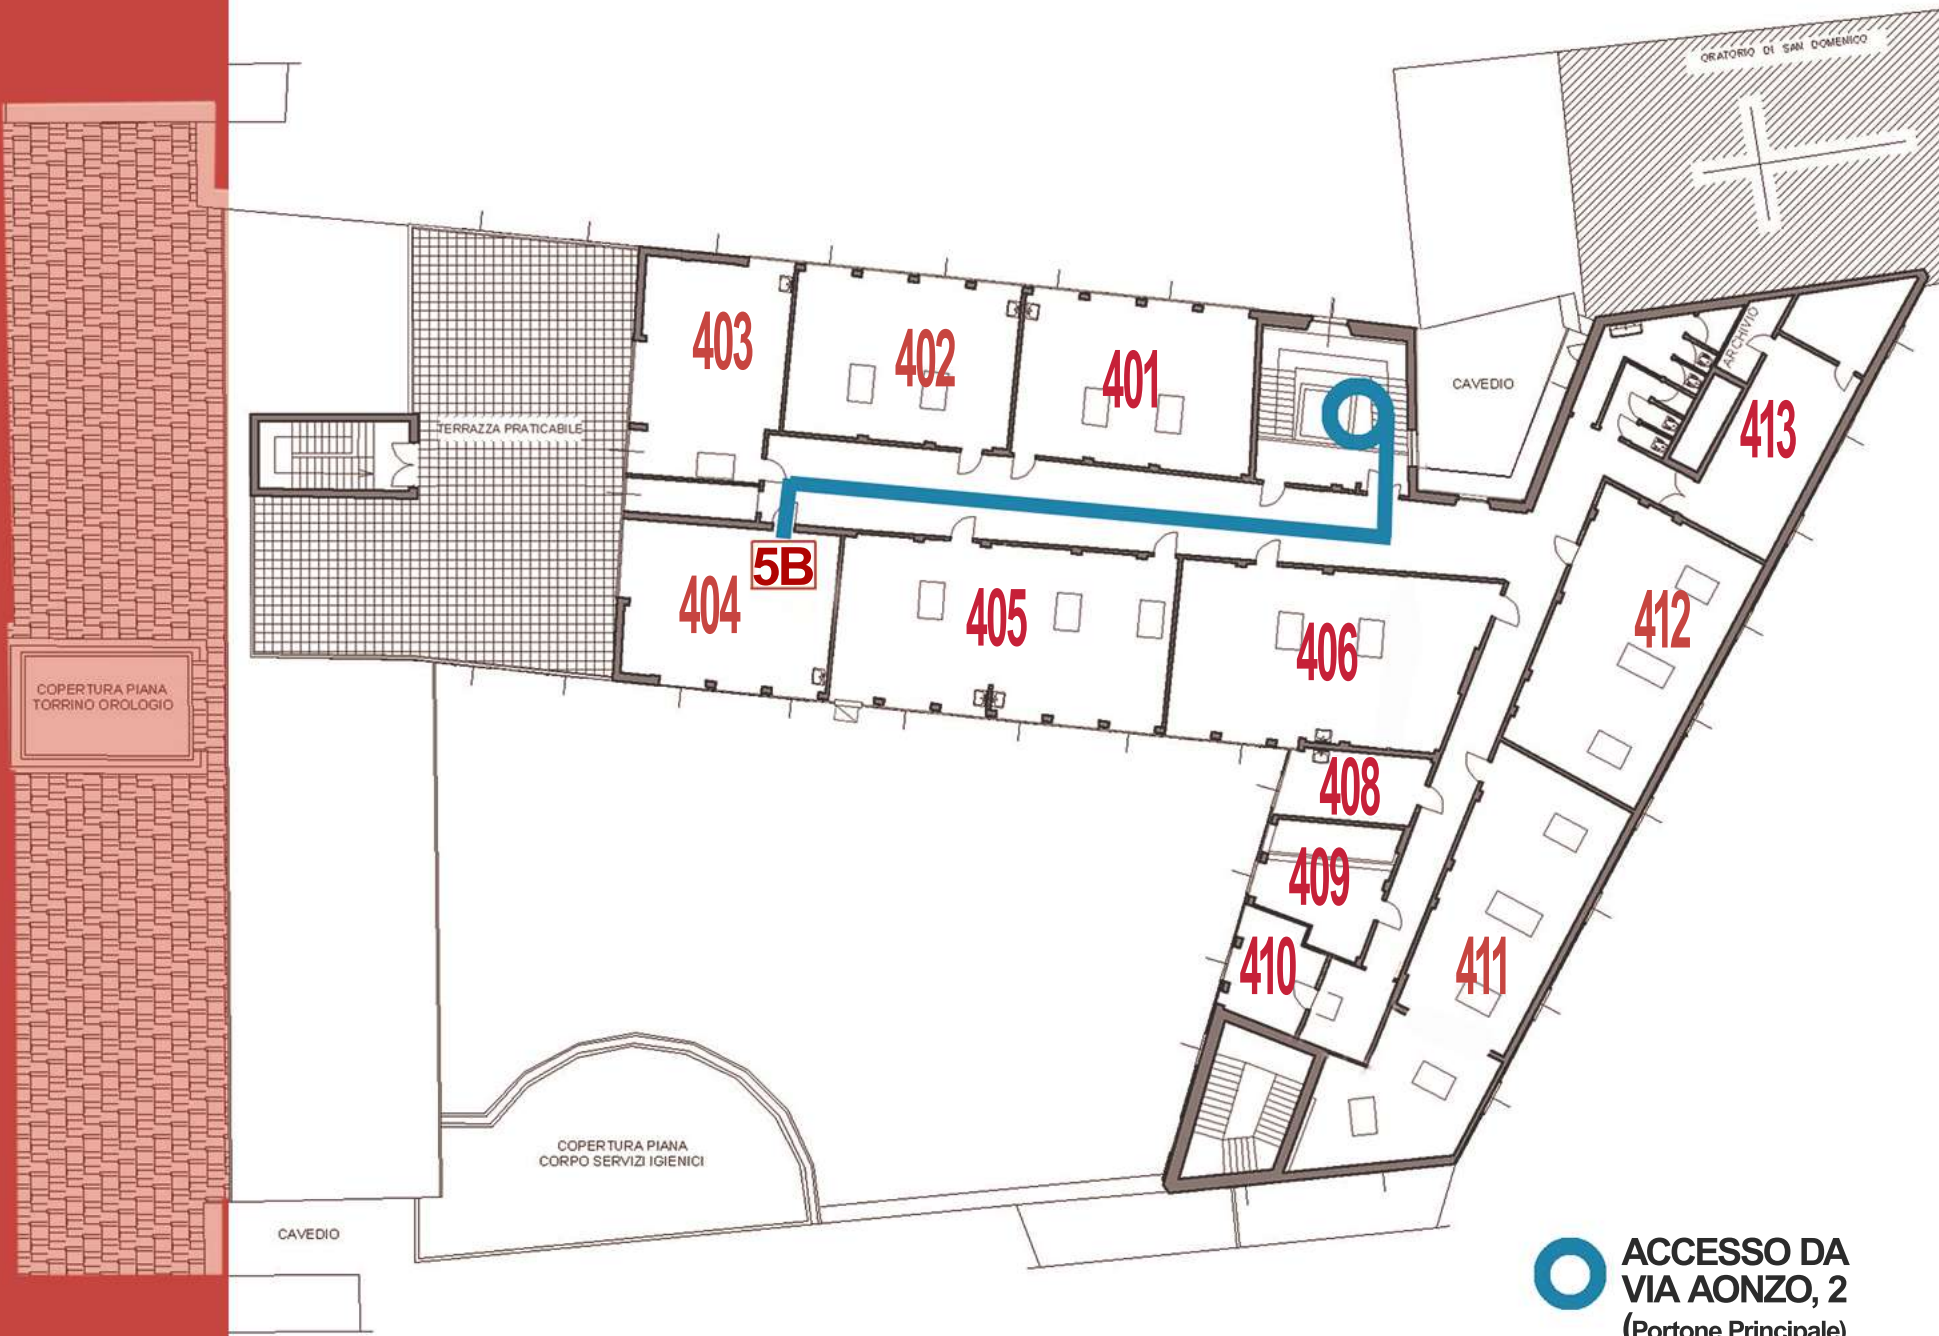 ORATORIO DI SAN DOMENICO
ARCHIVIO
403
402
401
CAVEDIO
413
TERRAZZA PRATICABILE
5B
404
405
406
412
COPERTURA PIANA
TORRINO OROLOGIO
408
409
410
411
COPERTURA PIANA
CORPO SERVIZI IGIENICI
CAVEDIO
ACCESSO DA
VIA AONZO, 2
(Portone Principale)